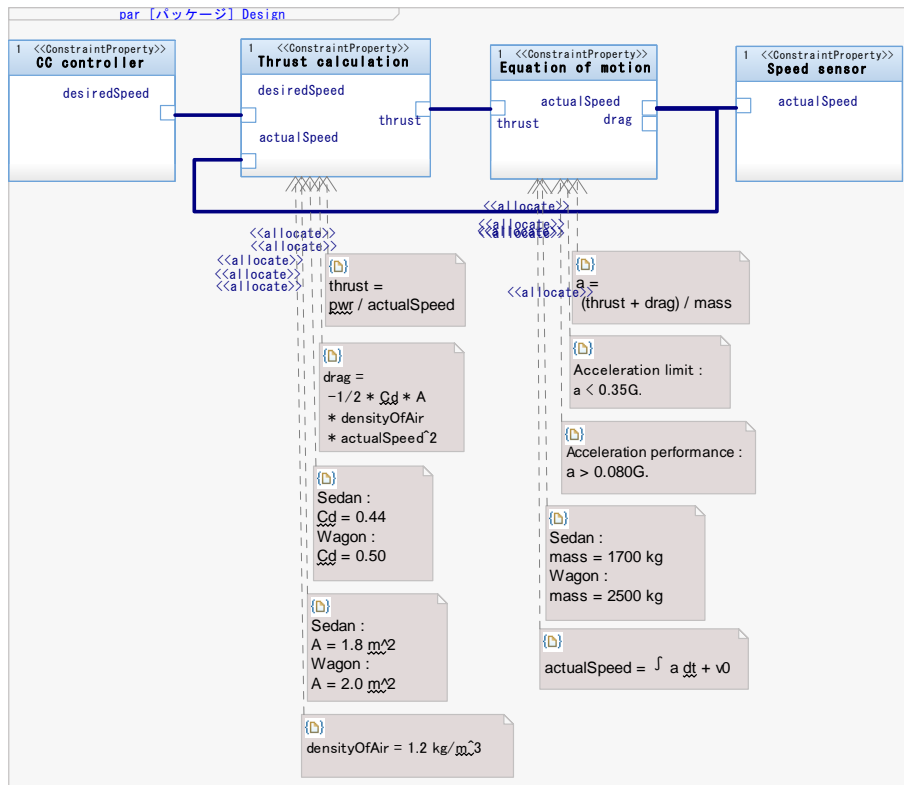 par [パッケージ] Design
1 <<ConstraintProperty>>
CC controller
desiredSpeed
1 <<ConstraintProperty>>
Thrust calculation
desiredSpeed
actualSpeed
thrust
1 <<ConstraintProperty>>
Equation of motion
actualSpeed
drag
thrust
1 <<ConstraintProperty>>
Speed sensor
actualSpeed
<<allocate>>
<<allocate>>
<<allocate>>
<<allocate>>
<<allocate>>
<<allocate>>
<<allocate>>
<<allocate>>
<<allocate>>
<<allocate>>
thrust =
pwr / actualSpeed
drag =
-1/2 * Cd * A
* densityOfAir
* actualSpeed^2
Sedan :
Cd = 0.44
Wagon :
Cd = 0.50
Sedan :
A = 1.8 m^2
Wagon :
A = 2.0 m^2
densityOfAir = 1.2 kg/m^3
a =
(thrust + drag) / mass
Acceleration limit :
a < 0.35G.
Acceleration performance :
a > 0.080G.
Sedan :
mass = 1700 kg
Wagon :
mass = 2500 kg
actualSpeed = ∫ a dt + v0